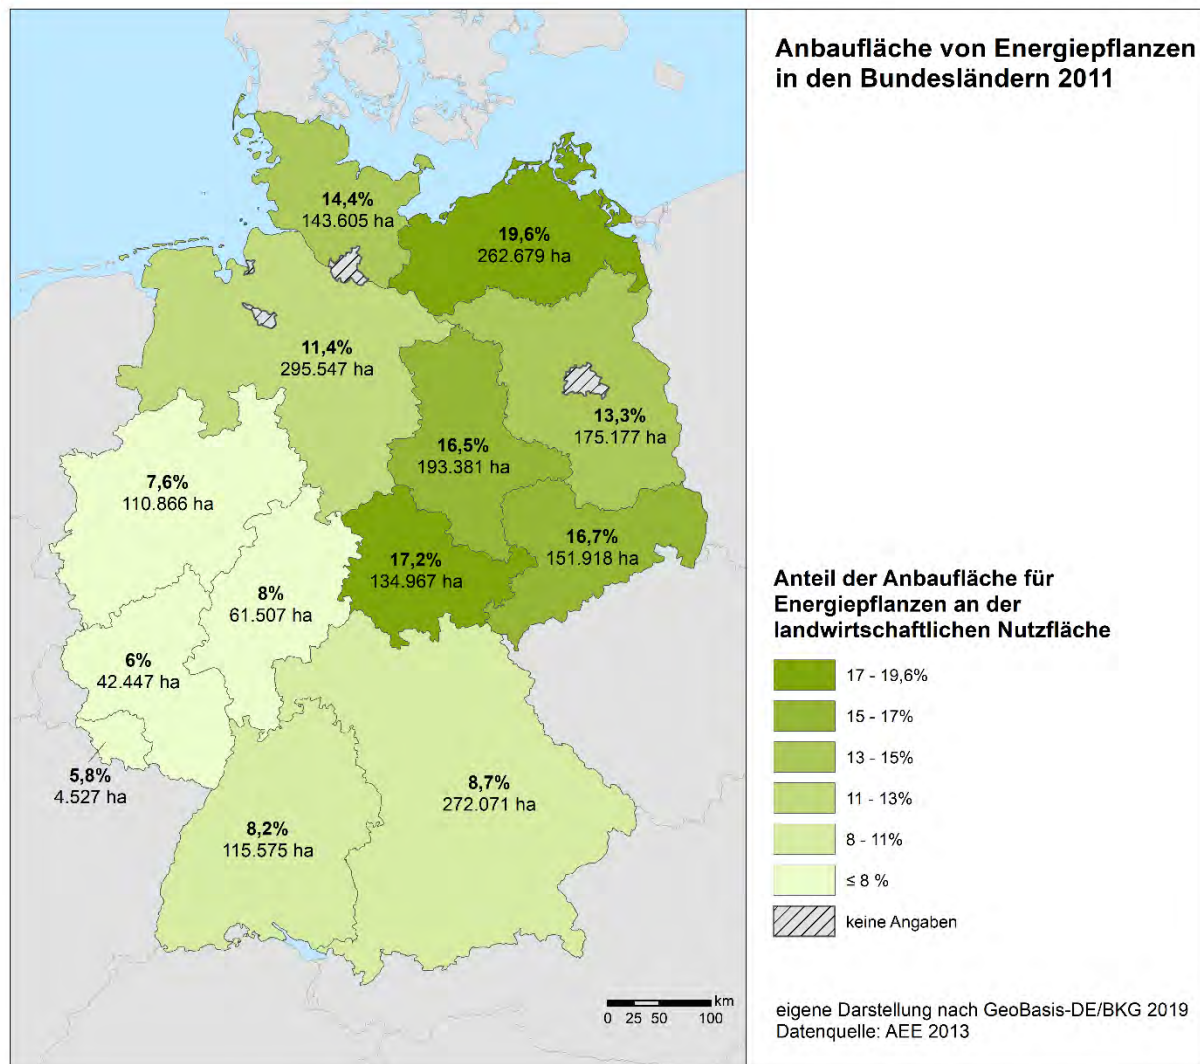 Anbaufläche von Energiepflanzen
in den Bundesländern 2011
14,4%
143.605 ha
19,6%
262.679 ha
11,4%
295.547 ha
13,3%
175.177 ha
16,5%
193.381 ha
7,6%
110.866 ha
16,7%
151.918 ha
17,2%
134.967 ha
8%
61.507 ha
6%
42.447 ha
5,8%
4.527 ha
8,7%
272.071 ha
8,2%
115.575 ha
Anteil der Anbaufläche für
Energiepflanzen an der
landwirtschaftlichen Nutzfläche
17 - 19,6%
15 - 17%
13 - 15%
11 - 13%
8 - 11%
≤ 8 %
keine Angaben
km
0 25 50 100
eigene Darstellung nach GeoBasis-DE/BKG 2019
Datenquelle: AEE 2013